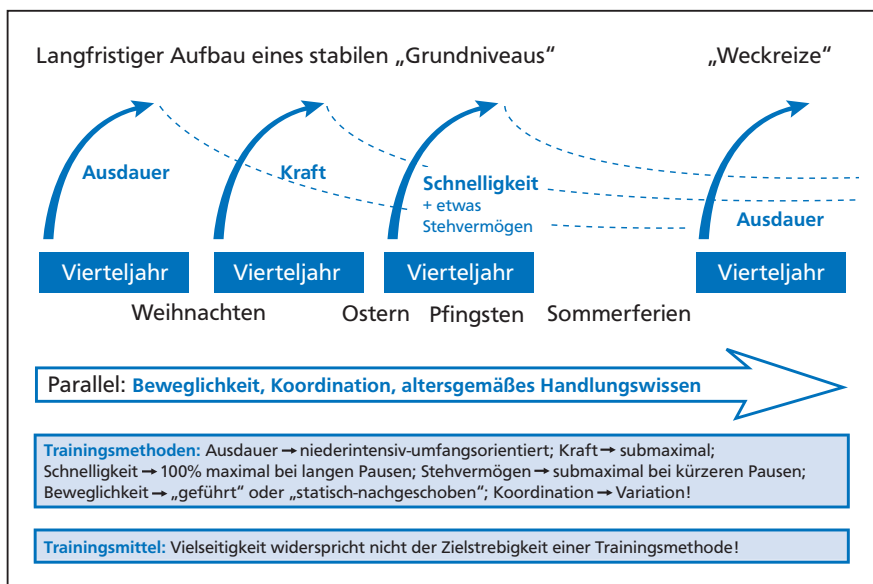 Langfristiger Aufbau eines stabilen „Grundniveaus“
„Weckreize“
Ausdauer
Kraft
Schnelligkeit
+ etwas
Stehvermögen
Ausdauer
Vierteljahr
Vierteljahr
Vierteljahr
Vierteljahr
Weihnachten
Ostern
Pfingsten
Sommerferien
Parallel: Beweglichkeit, Koordination, altersgemäßes Handlungswissen
Trainingsmethoden: Ausdauer → niederintensiv-umfangsorientiert; Kraft → submaximal;
Schnelligkeit → 100% maximal bei langen Pausen; Stehvermögen → submaximal bei kürzeren Pausen;
Beweglichkeit → „geführt“ oder „statisch-nachgeschoben“; Koordination → Variation!
Trainingsmittel: Vielseitigkeit widerspricht nicht der Zielstrebigkeit einer Trainingsmethode!